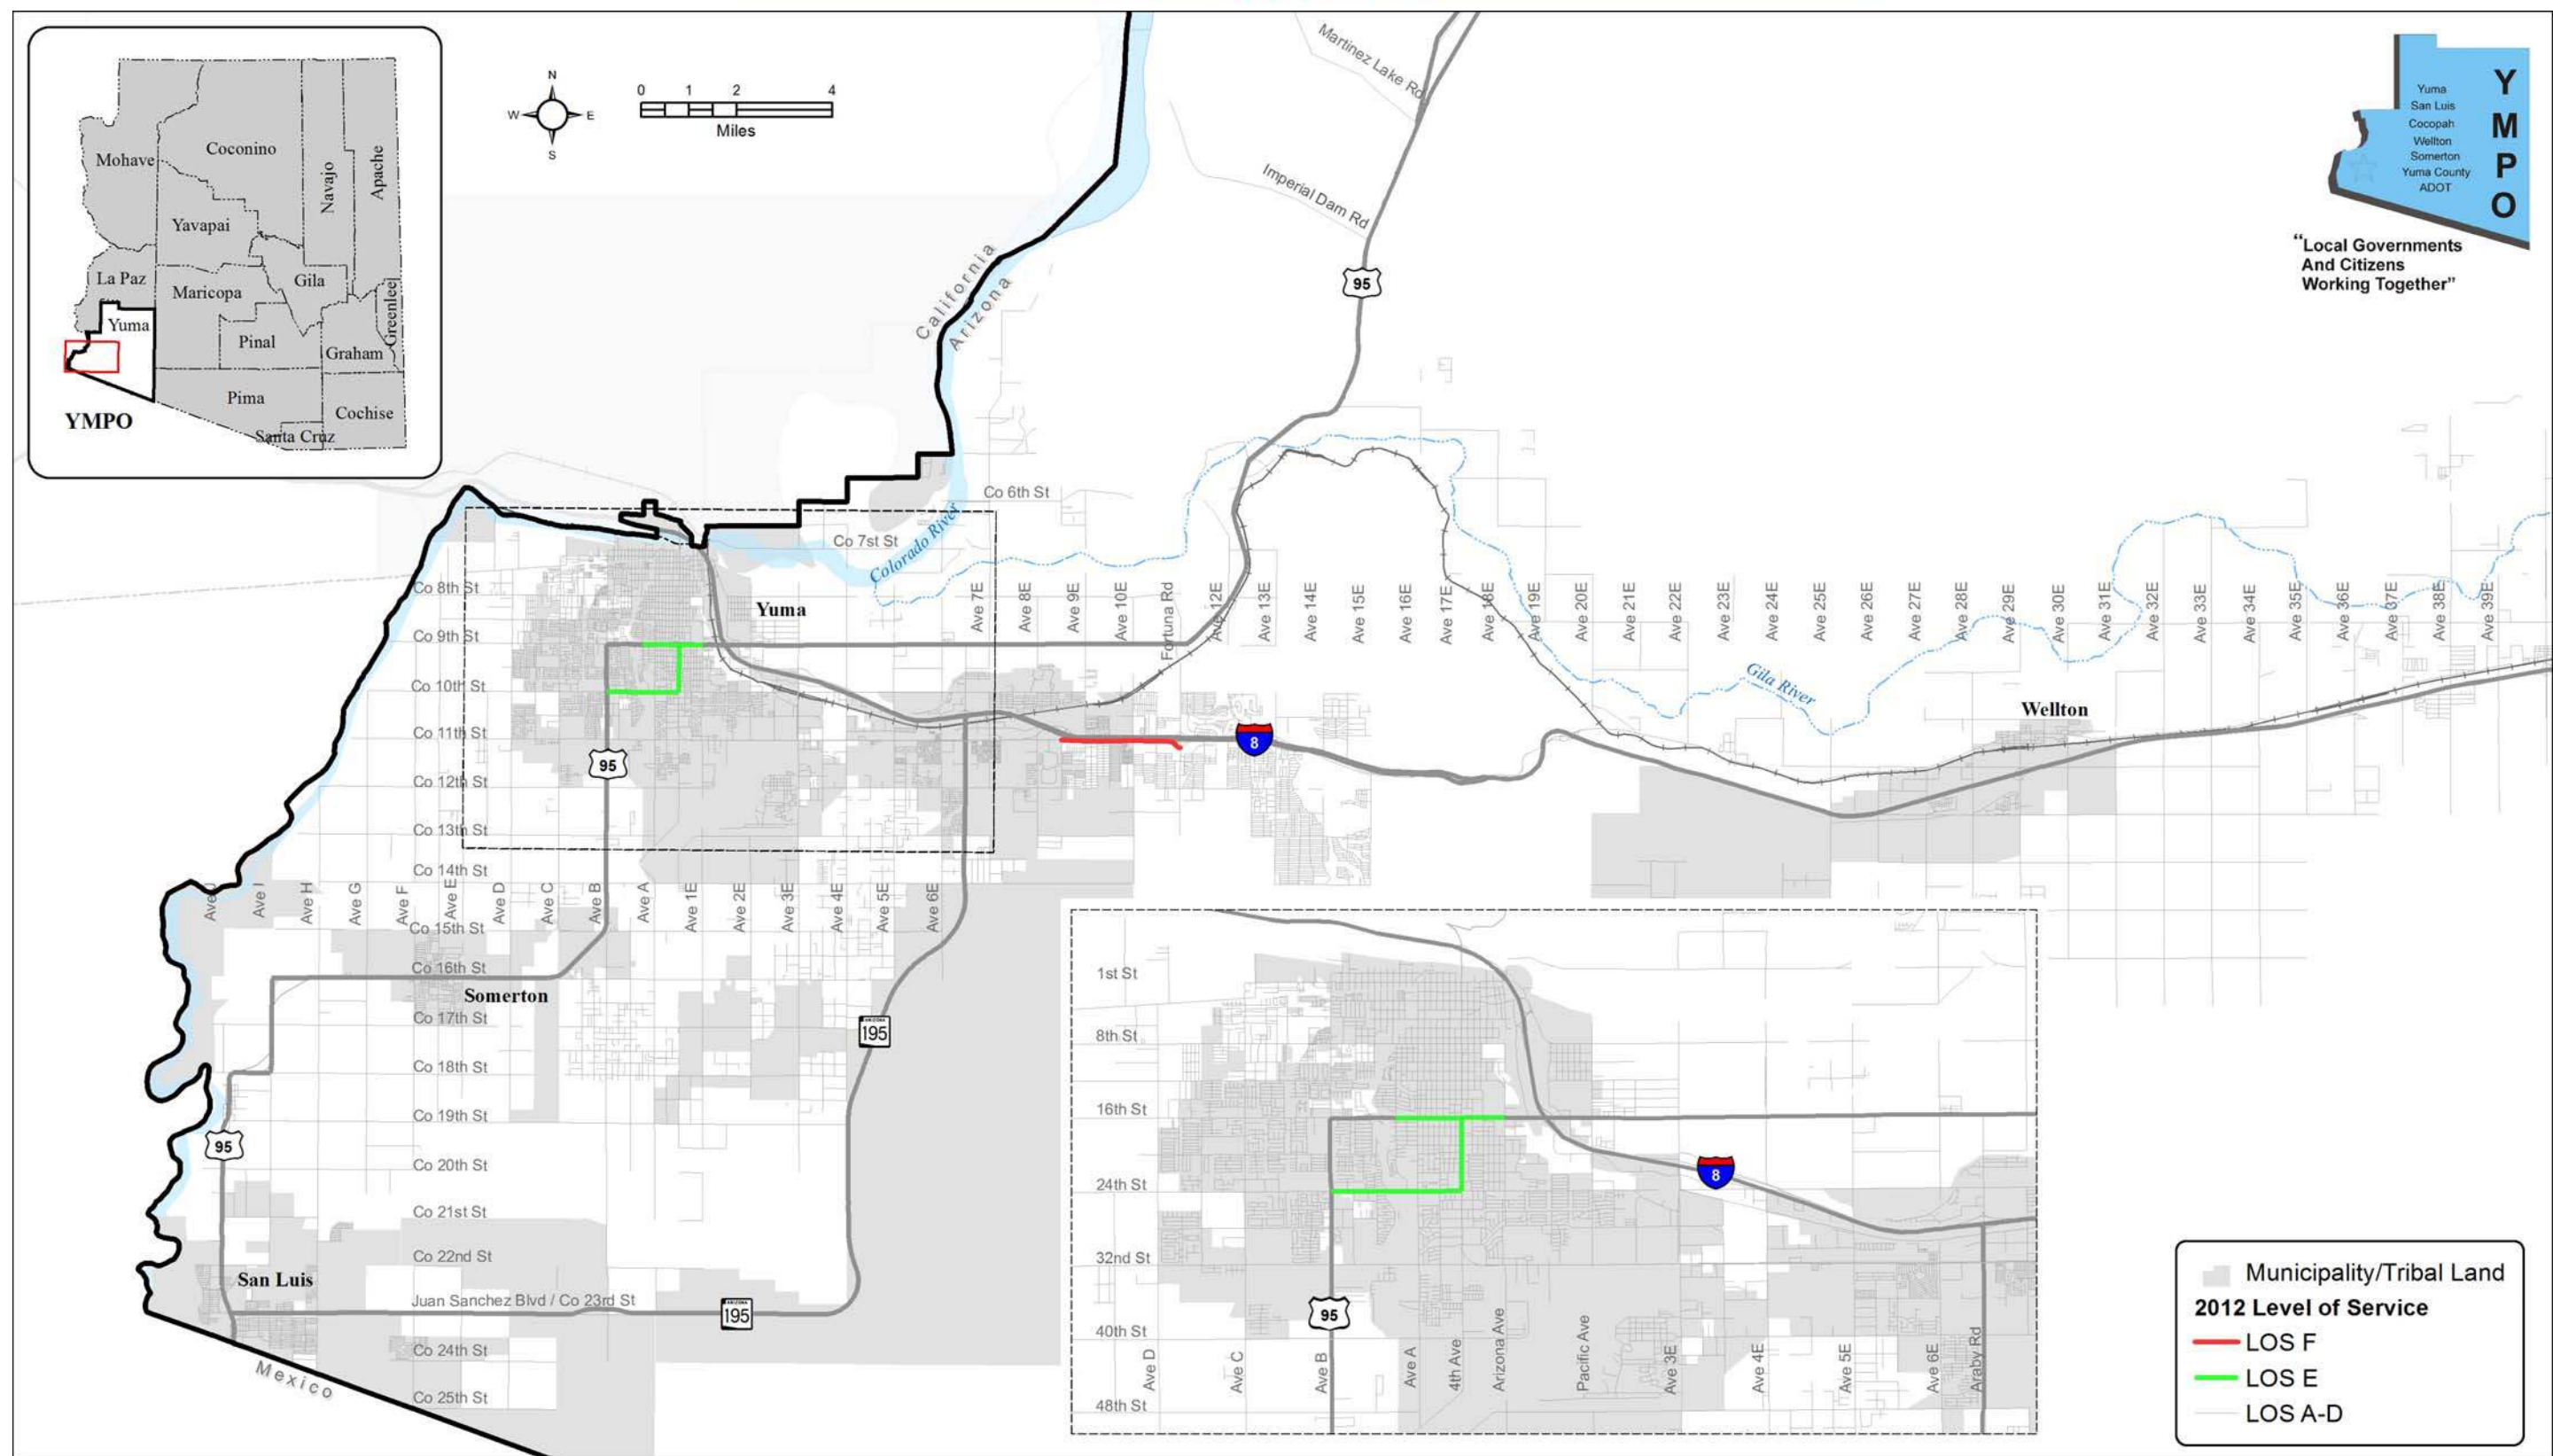 Mohave
Coconino
Navajo
Apache
Yavapai
La Paz
Gila
Maricopa
Greenlee
Yuma
Pinal
Graham
Pima
Cochise
Santa Cruz
YMPO
N
W
E
S
0 1 2 4
Miles
Martinez Lake Rd
Imperial Dam Rd
95
California
Arizona
Yuma
San Luis
Cocopah
Wellton
Somerton
Yuma County
ADOT
Y
M
P
O
“Local Governments
And Citizens
Working Together”
Co 6th St
Co 7st St
Colorado River
Co 8th St
Co 9th St
Co 10th St
Co 11th St
Co 12th St
Co 13th St
Co 14th St
Co 15th St
Co 16th St
Co 17th St
Co 18th St
Co 19th St
Co 20th St
Co 21st St
Co 22nd St
Juan Sanchez Blvd / Co 23rd St
Co 24th St
Co 25th St
Yuma
Ave 7E
Ave 8E
Ave 9E
Ave 10E
Fortuna Rd
Ave 12E
Ave 13E
Ave 14E
Ave 15E
Ave 16E
Ave 17E
Ave 18E
Ave 19E
Ave 20E
Ave 21E
Ave 22E
Ave 23E
Ave 24E
Ave 25E
Ave 26E
Ave 27E
Ave 28E
Ave 29E
Ave 30E
Ave 31E
Ave 32E
Ave 33E
Ave 34E
Ave 35E
Ave 36E
Ave 37E
Ave 38E
Ave 39E
Gila River
Wellton
8
95
Ave J
Ave I
Ave H
Ave G
Ave F
Ave E
Ave D
Ave C
Ave B
Ave A
Ave 1E
Ave 2E
Ave 3E
Ave 4E
Ave 5E
Ave 6E
Somerton
ARIZONA
195
95
San Luis
ARIZONA
195
Mexico
1st St
8th St
16th St
24th St
32nd St
40th St
48th St
8
95
Ave D
Ave C
Ave B
Ave A
4th Ave
Arizona Ave
Pacific Ave
Ave 3E
Ave 4E
Ave 5E
Ave 6E
Araby Rd
Municipality/Tribal Land
2012 Level of Service
LOS F
LOS E
LOS A-D